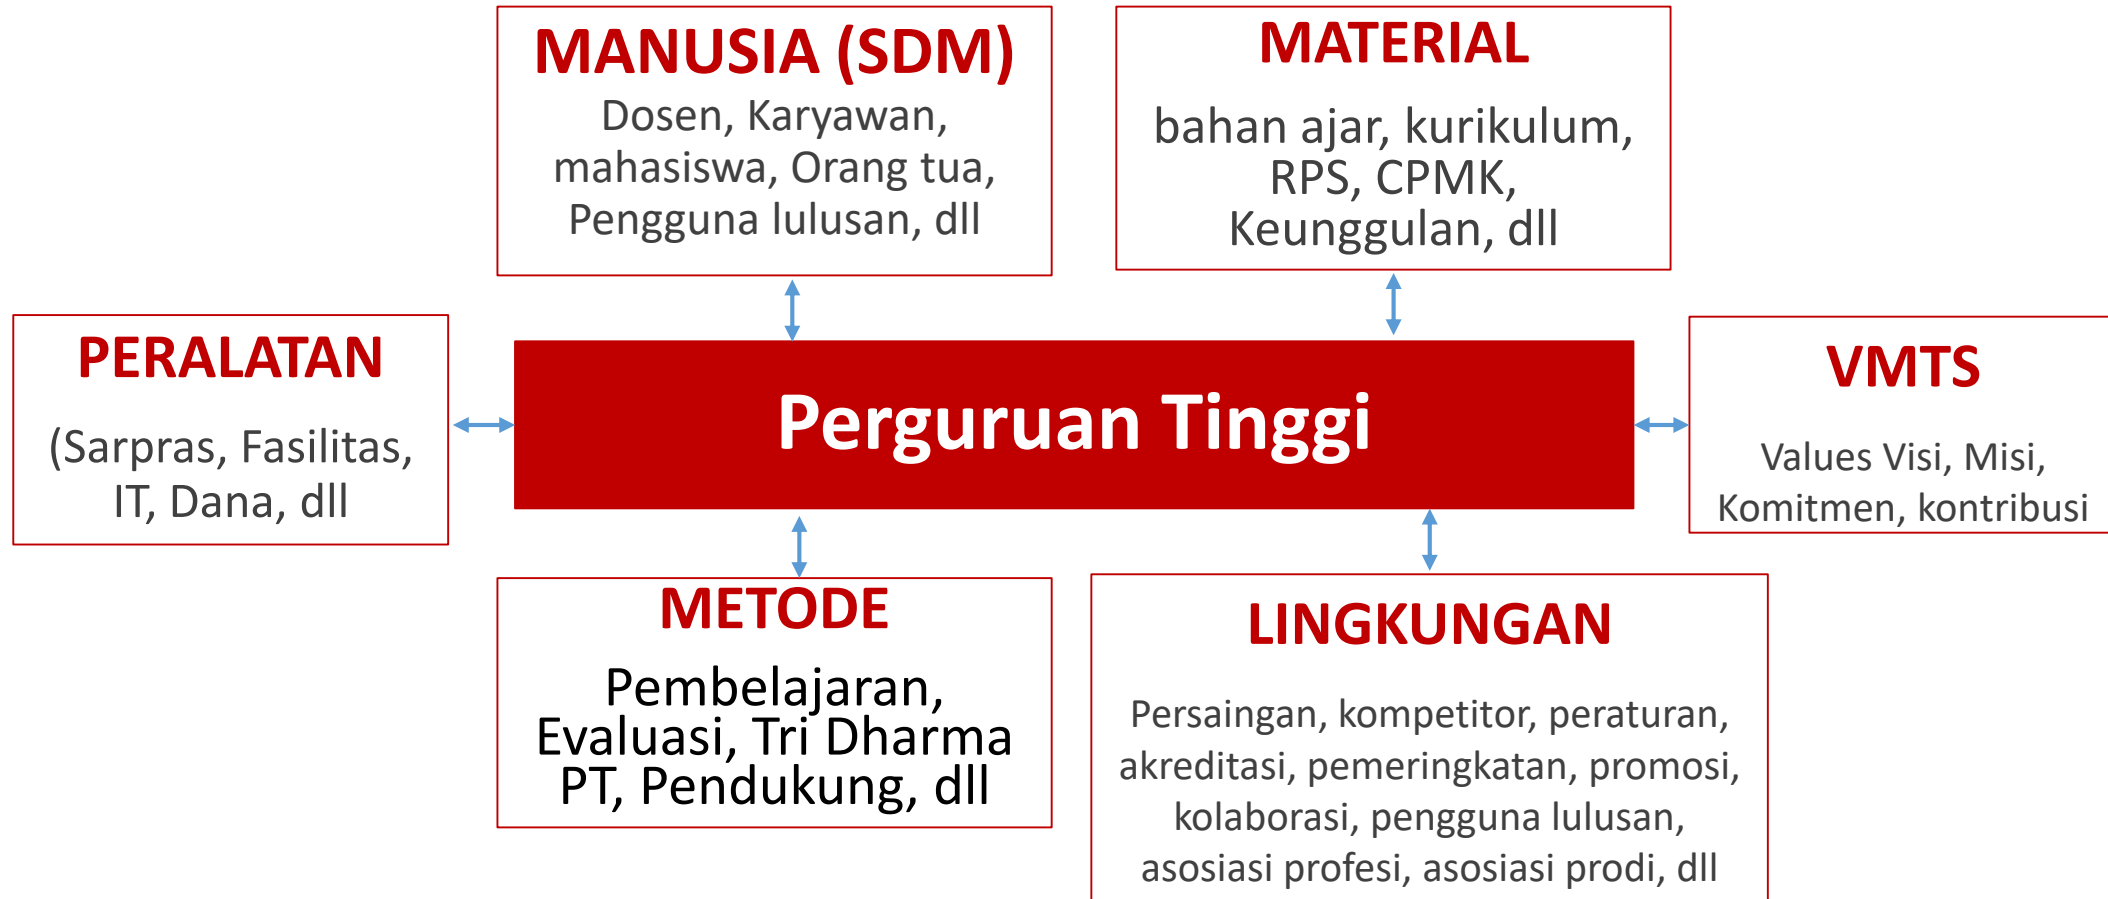 MANUSIA (SDM)
Dosen, Karyawan,
mahasiswa, Orang tua,
Pengguna lulusan, dll
MATERIAL
bahan ajar, kurikulum,
RPS, CPMK,
Keunggulan, dll
PERALATAN
(Sarpras, Fasilitas,
IT, Dana, dll
Perguruan Tinggi
VMTS
Values Visi, Misi,
Komitmen, kontribusi
METODE
Pembelajaran,
Evaluasi, Tri Dharma
PT, Pendukung, dll
LINGKUNGAN
Persaingan, kompetitor, peraturan,
akreditasi, pemeringkatan, promosi,
kolaborasi, pengguna lulusan,
asosiasi profesi, asosiasi prodi, dll